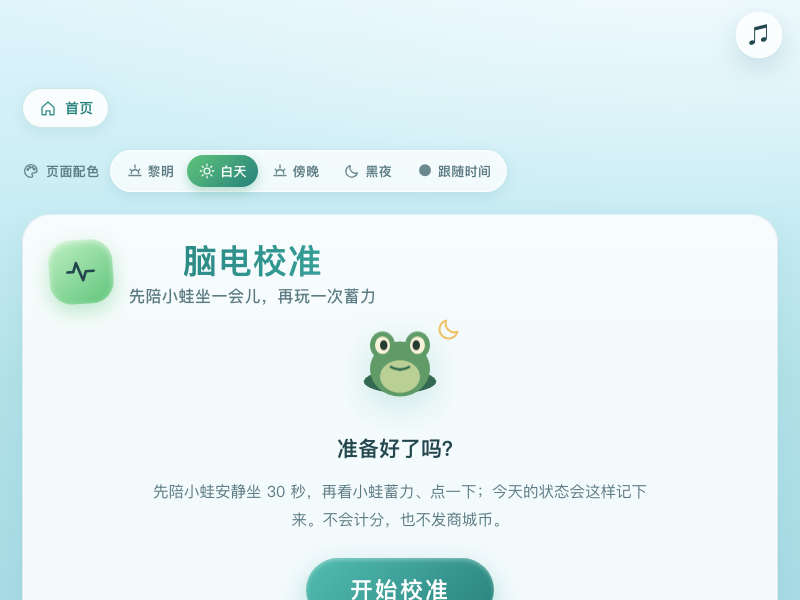 首页
页面配色 黎明 白天 傍晚 黑夜 跟随时间
脑电校准
先陪小蛙坐一会儿，再玩一次蓄力
准备好了吗？
先陪小蛙安静坐 30 秒，再看小蛙蓄力、点一下；今天的状态会这样记下
来。不会计分，也不发商城币。
开始校准